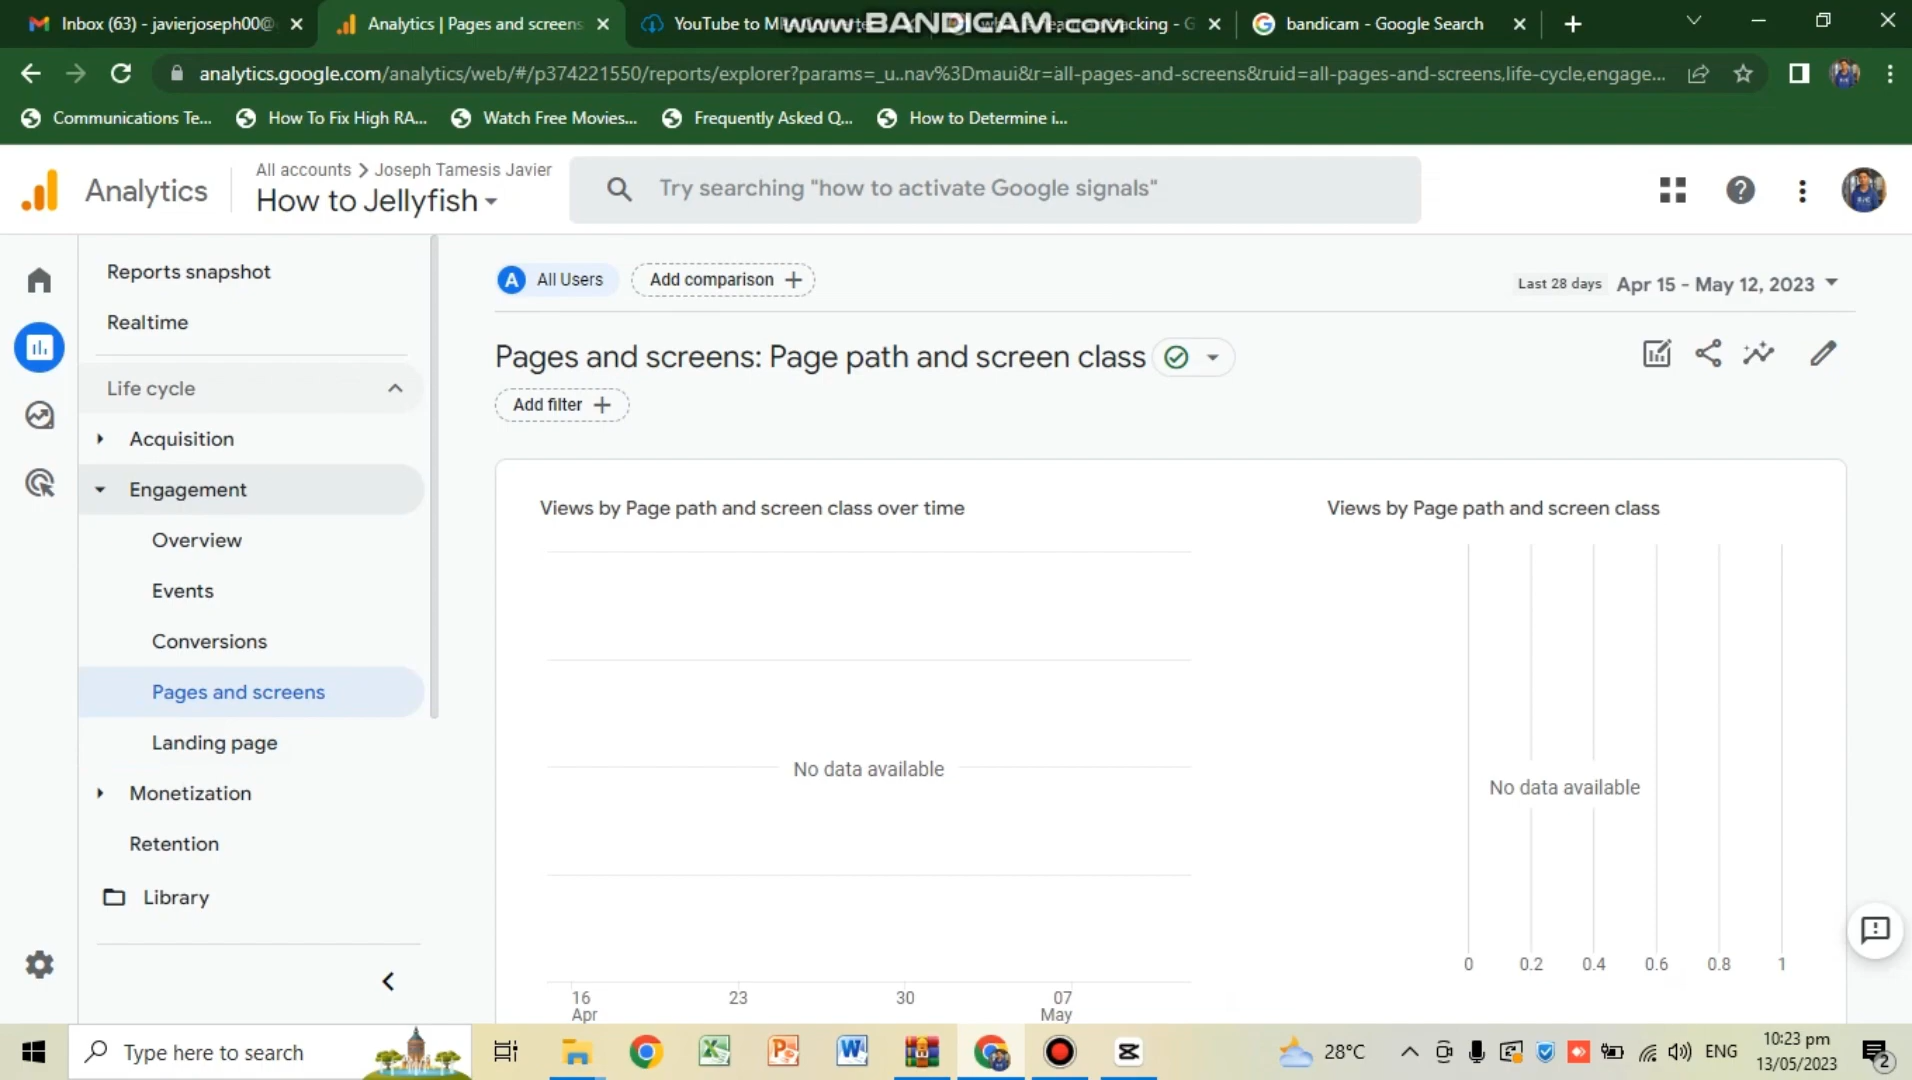 Inbox (63) - javierjoseph00@
Analytics | Pages and screens
YouTube to
www.BANDICAM.com
tracking - G
bandicam - Google Search
analytics.google.com/analytics/web/#/p374221550/reports/explorer?params=_u..nav%3Dmaui&r=all-pages-and-screens&ruid=all-pages-and-screens,life-cycle,engage...
Communications Te...
How To Fix High RA...
Watch Free Movies...
Frequently Asked Q...
How to Determine i...
Analytics
All accounts > Joseph Tamesis Javier
How to Jellyfish
Try searching "how to activate Google signals"
Reports snapshot
Realtime
Life cycle
Acquisition
Engagement
Overview
Events
Conversions
Pages and screens
Landing page
Monetization
Retention
Library
A All Users
Add comparison +
Last 28 days Apr 15 - May 12, 2023
Pages and screens: Page path and screen class
Add filter +
Views by Page path and screen class over time
No data available
16 23 30 07
Apr May
Views by Page path and screen class
No data available
0 0.2 0.4 0.6 0.8 1
Type here to search
28°C
ENG
10:23 pm
13/05/2023
2